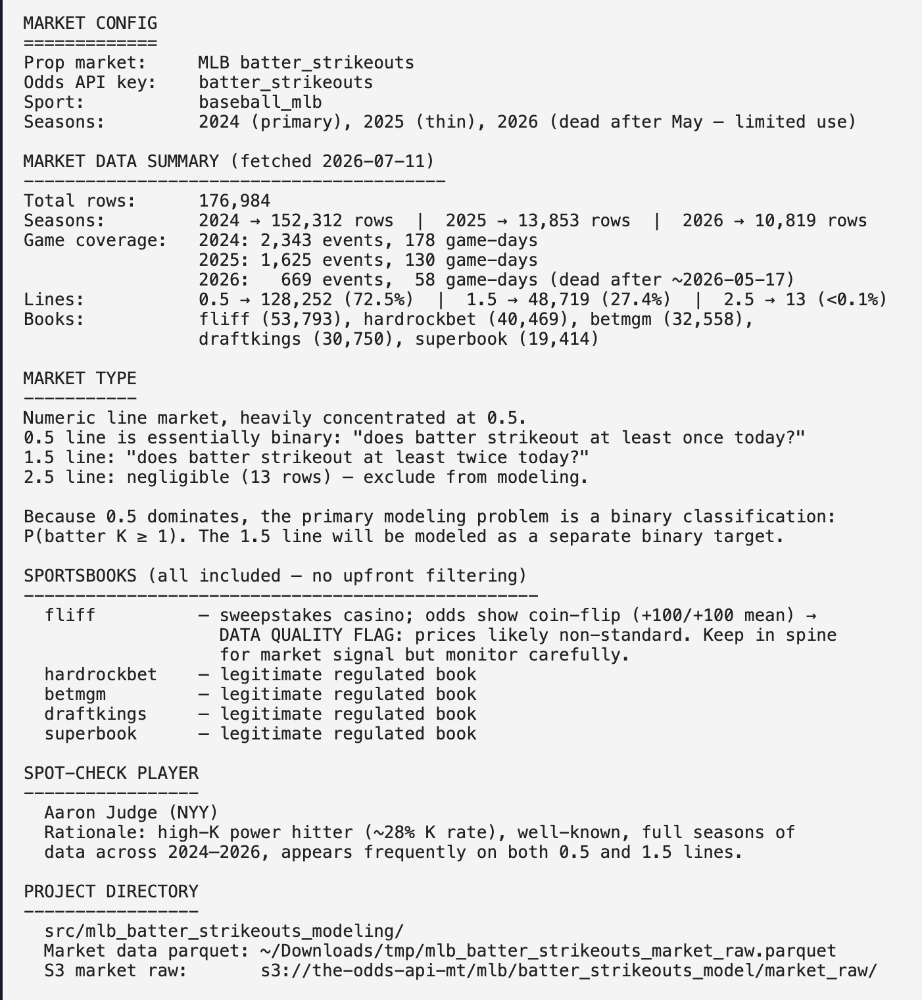 MARKET CONFIG
=============
Prop market:     MLB batter_strikeouts
Odds API key:    batter_strikeouts
Sport:           baseball_mlb
Seasons:         2024 (primary), 2025 (thin), 2026 (dead after May — limited use)

MARKET DATA SUMMARY (fetched 2026-07-11)
-----------------------------------------
Total rows:      176,984
Seasons:         2024 → 152,312 rows  |  2025 → 13,853 rows  |  2026 → 10,819 rows
Game coverage:   2024: 2,343 events, 178 game-days
                 2025: 1,625 events, 130 game-days
                 2026:   669 events,  58 game-days (dead after ~2026-05-17)
Lines:           0.5 → 128,252 (72.5%)  |  1.5 → 48,719 (27.4%)  |  2.5 → 13 (<0.1%)
Books:           fliff (53,793), hardrockbet (40,469), betmgm (32,558),
                 draftkings (30,750), superbook (19,414)

MARKET TYPE
-----------
Numeric line market, heavily concentrated at 0.5.
0.5 line is essentially binary: "does batter strikeout at least once today?"
1.5 line: "does batter strikeout at least twice today?"
2.5 line: negligible (13 rows) — exclude from modeling.

Because 0.5 dominates, the primary modeling problem is a binary classification:
P(batter K ≥ 1). The 1.5 line will be modeled as a separate binary target.

SPORTSBOOKS (all included — no upfront filtering)
--------------------------------------------------
  fliff          — sweepstakes casino; odds show coin-flip (+100/+100 mean) →
                   DATA QUALITY FLAG: prices likely non-standard. Keep in spine
                   for market signal but monitor carefully.
  hardrockbet    — legitimate regulated book
  betmgm         — legitimate regulated book
  draftkings     — legitimate regulated book
  superbook      — legitimate regulated book

SPOT-CHECK PLAYER
-----------------
  Aaron Judge (NYY)
  Rationale: high-K power hitter (~28% K rate), well-known, full seasons of
  data across 2024–2026, appears frequently on both 0.5 and 1.5 lines.

PROJECT DIRECTORY
-----------------
  src/mlb_batter_strikeouts_modeling/
  Market data parquet: ~/Downloads/tmp/mlb_batter_strikeouts_market_raw.parquet
  S3 market raw:       s3://the-odds-api-mt/mlb/batter_strikeouts_model/market_raw/